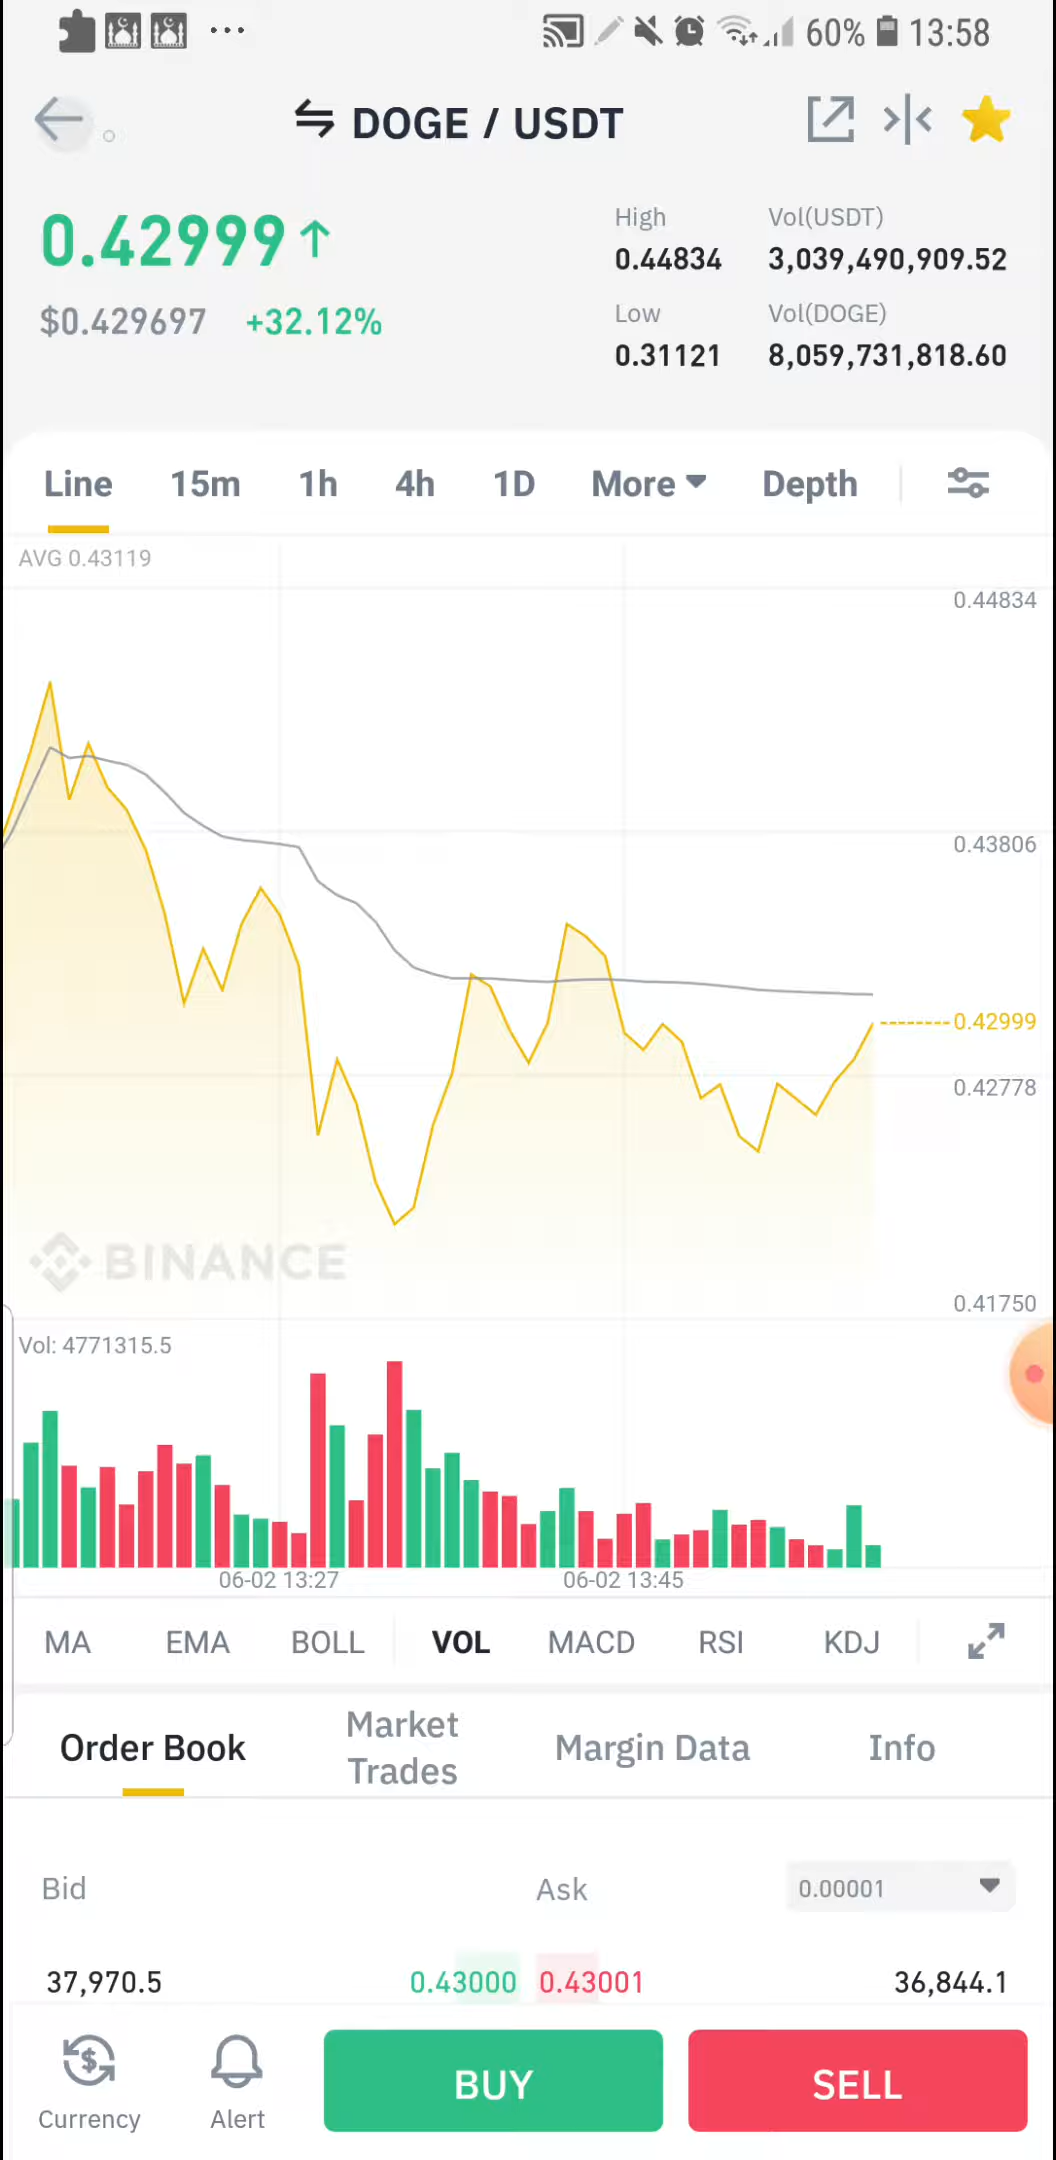 60% 13:58
DOGE / USDT
0.42999
$0.429697 +32.12%
High Vol(USDT)
0.44834 3,039,490,909.52
Low Vol(DOGE)
0.31121 8,059,731,818.60
Line 15m 1h 4h 1D More Depth
AVG 0.43119
0.44834
0.43806
0.42999
0.42778
BINANCE
0.41750
Vol: 4771315.5
06-02 13:27 06-02 13:45
MA EMA BOLL VOL MACD RSI KDJ
Order Book Market Trades Margin Data Info
Bid Ask 0.00001
37,970.5 0.43000 0.43001 36,844.1
Currency Alert BUY SELL